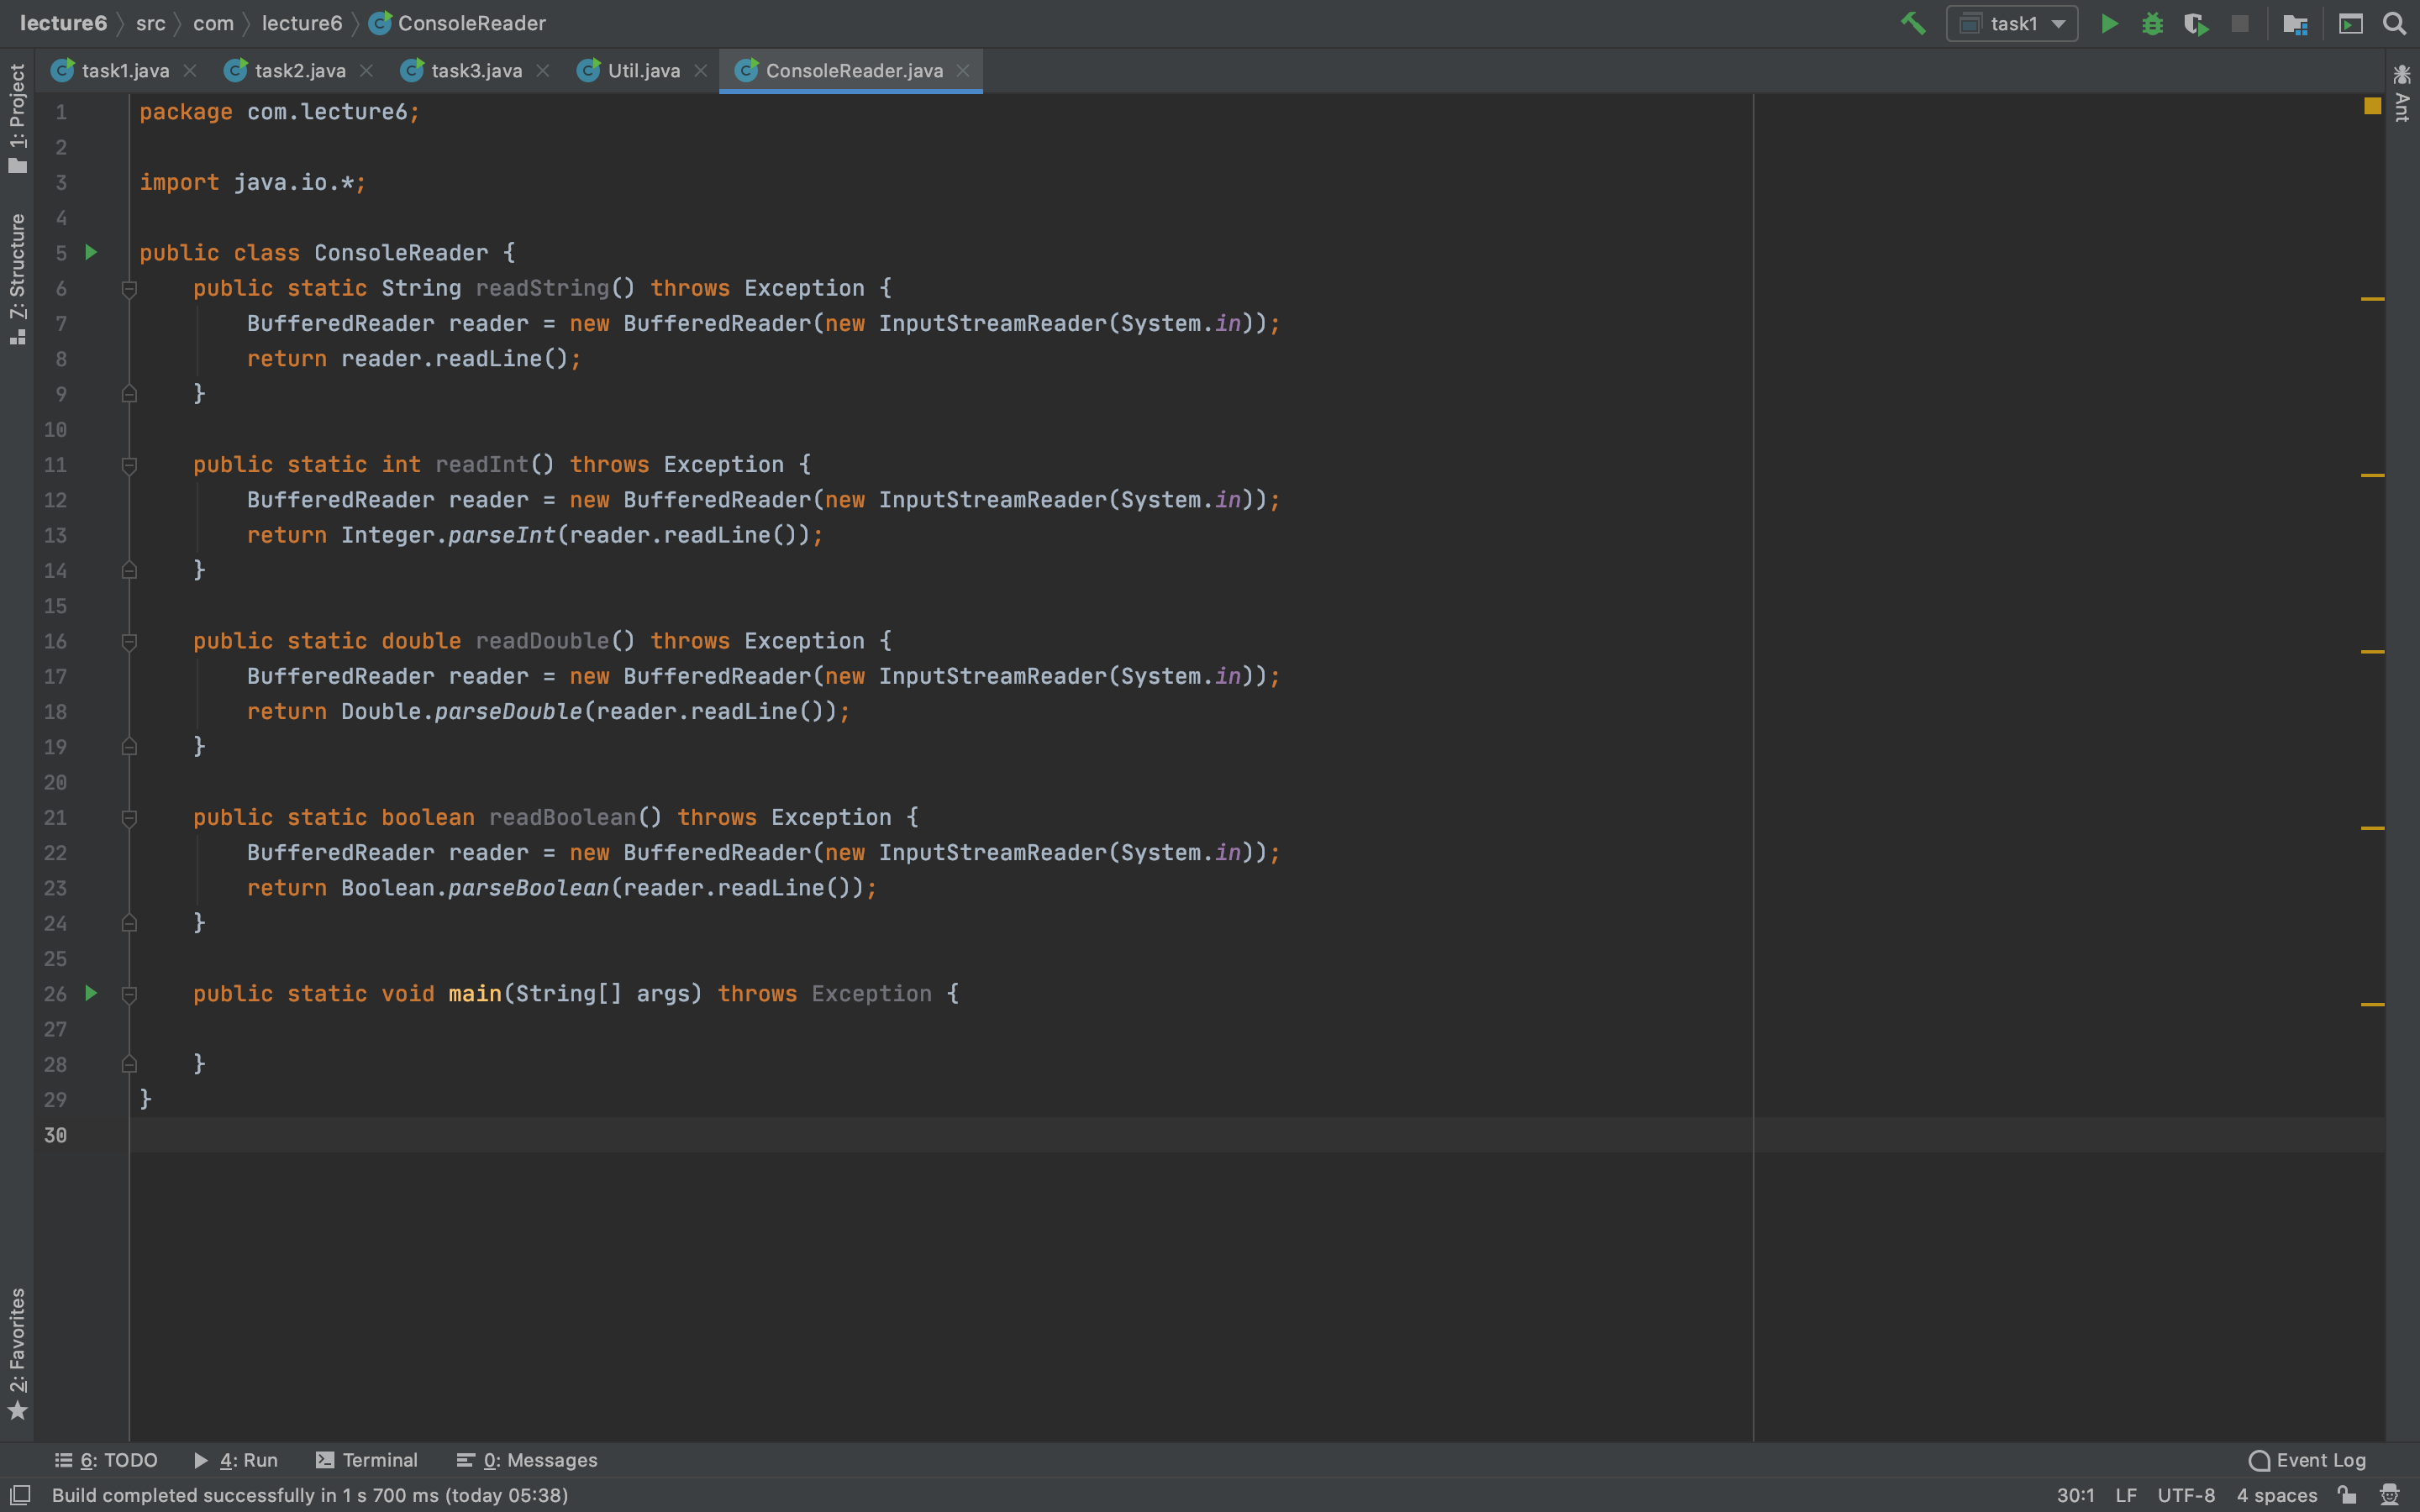 lecture6 src com lecture6 ConsoleReader
task1
task1.java task2.java task3.java Util.java ConsoleReader.java
1: Project
7: Structure
2: Favorites
Ant
1 package com.lecture6;
2
3 import java.io.*;
4
5 public class ConsoleReader {
6 public static String readString() throws Exception {
7 BufferedReader reader = new BufferedReader(new InputStreamReader(System.in));
8 return reader.readLine();
9 }
10
11 public static int readInt() throws Exception {
12 BufferedReader reader = new BufferedReader(new InputStreamReader(System.in));
13 return Integer.parseInt(reader.readLine());
14 }
15
16 public static double readDouble() throws Exception {
17 BufferedReader reader = new BufferedReader(new InputStreamReader(System.in));
18 return Double.parseDouble(reader.readLine());
19 }
20
21 public static boolean readBoolean() throws Exception {
22 BufferedReader reader = new BufferedReader(new InputStreamReader(System.in));
23 return Boolean.parseBoolean(reader.readLine());
24 }
25
26 public static void main(String[] args) throws Exception {
27
28 }
29 }
30
6: TODO 4: Run Terminal 0: Messages Event Log
Build completed successfully in 1 s 700 ms (today 05:38) 30:1 LF UTF-8 4 spaces